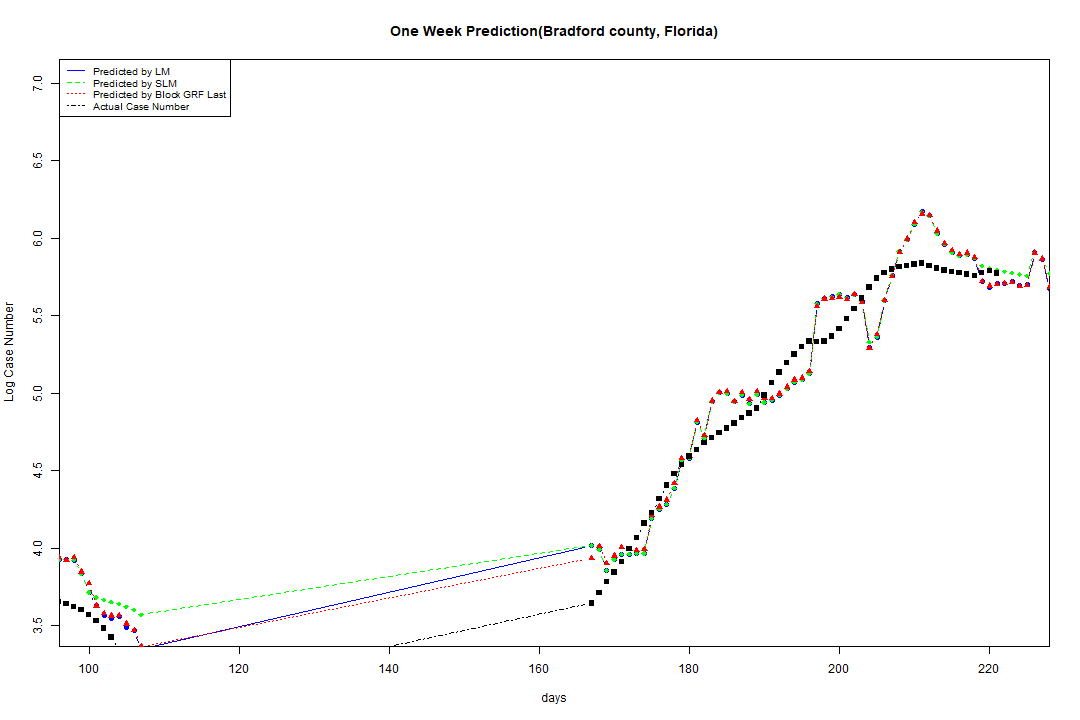 One Week Prediction(Bradford county, Florida)
Predicted by LM
Predicted by SLM
Predicted by Block GRF Last
Actual Case Number
7.0
6.5
6.0
5.5
5.0
4.5
4.0
3.5
Log Case Number
100 120 140 160 180 200 220
days